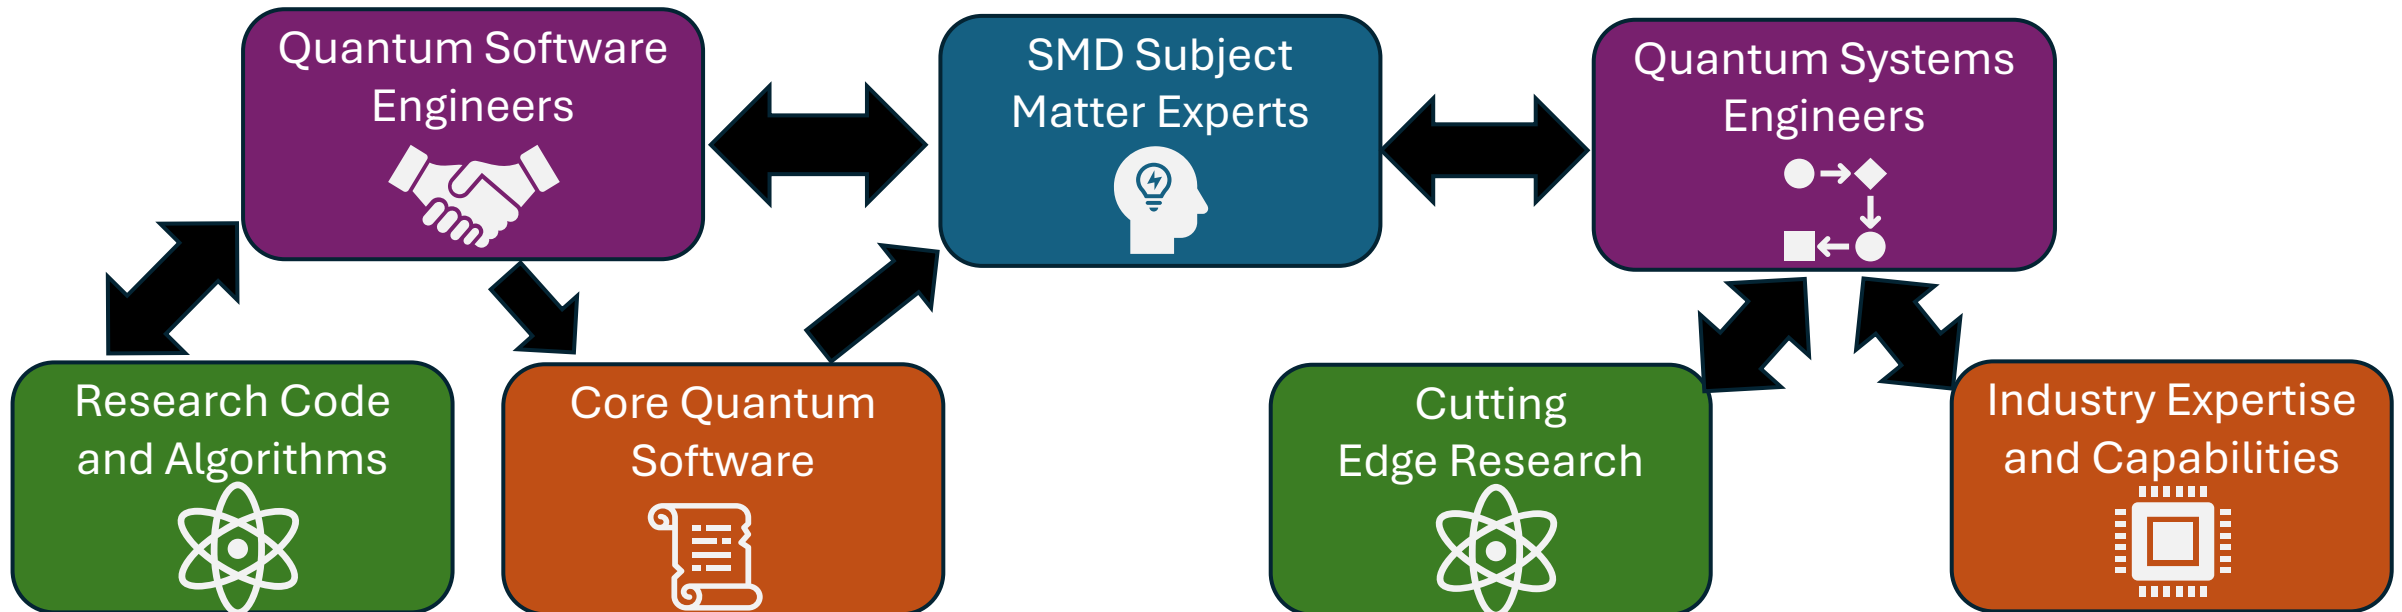 Quantum Software
Engineers
SMD Subject
Matter Experts
Quantum Systems
Engineers
Research Code
and Algorithms
Core Quantum
Software
Cutting
Edge Research
Industry Expertise
and Capabilities